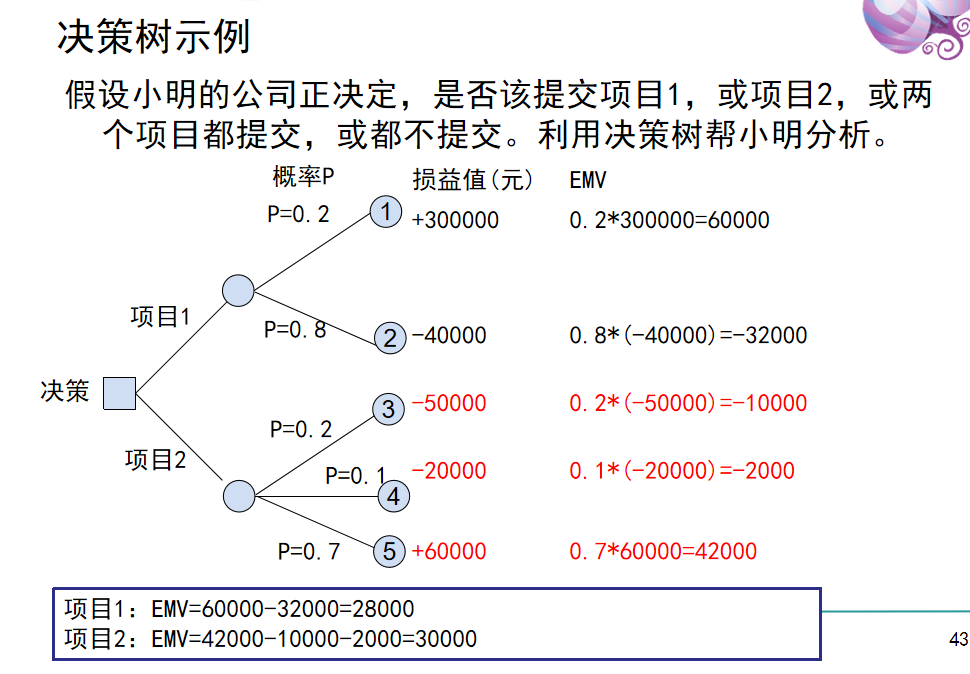 决策树示例
假设小明的公司正决定，是否该提交项目1，或项目2，或两
个项目都提交，或都不提交。利用决策树帮小明分析。
概率P 损益值(元) EMV
P=0.2 1 +300000 0.2*300000=60000
项目1
P=0.8 2 -40000 0.8*(-40000)=-32000
决策
3 -50000 0.2*(-50000)=-10000
P=0.2
项目2
P=0.1 4 -20000 0.1*(-20000)=-2000
P=0.7 5 +60000 0.7*60000=42000
项目1：EMV=60000-32000=28000
项目2：EMV=42000-10000-2000=30000
43